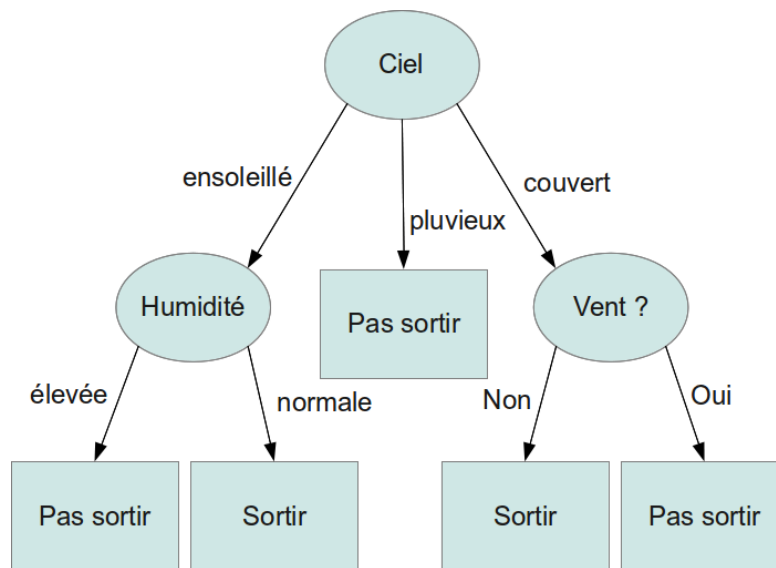 Ciel
ensoleillé
pluvieux
couvert
Humidité
Pas sortir
Vent ?
élevée
normale
Non
Oui
Pas sortir
Sortir
Sortir
Pas sortir